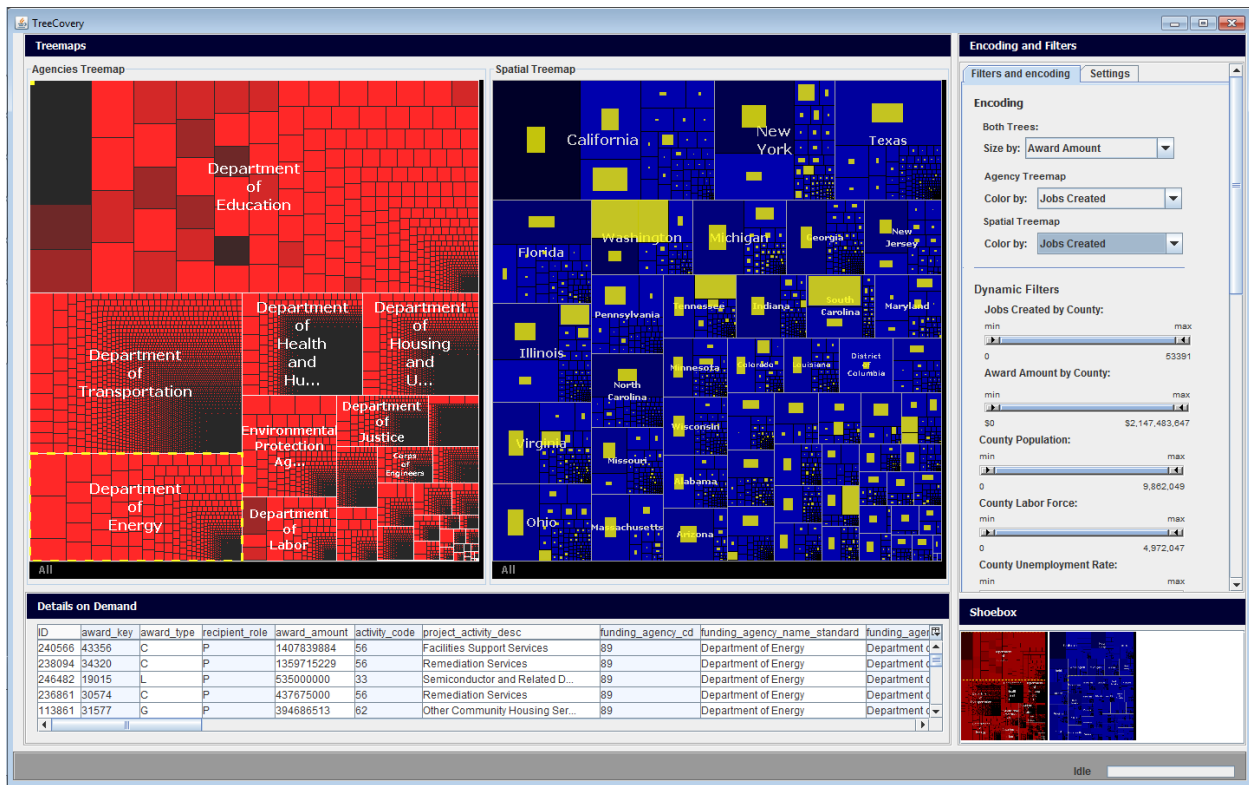 TreeCovery
Treemaps
Agencies Treemap
Department
of
Education
Department
of
Transportation
Department
of
Health
and
Hu...
Department
of
Housing
and
U...
Environmental
Protection
Ag...
Department
of
Justice
Corps
of
Engineers
Department
of
Energy
Department
of
Labor
All
Spatial Treemap
California
New
York
Texas
Florida
Washington
Michigan
Georgia
New
Jersey
Illinois
Pennsylvania
Tennessee
Indiana
South
Carolina
Maryland
North
Carolina
Minnesota
Colorado
Louisiana
District
of
Columbia
Virginia
Missouri
Wisconsin
Alabama
Ohio
Massachusetts
Arizona
All
Encoding and Filters
Filters and encoding
Settings
Encoding
Both Trees:
Size by: Award Amount
Agency Treemap
Color by: Jobs Created
Spatial Treemap
Color by: Jobs Created
Dynamic Filters
Jobs Created by County:
min max
0 53391
Award Amount by County:
min max
$0 $2,147,483,647
County Population:
min max
0 9,862,049
County Labor Force:
min max
0 4,972,047
County Unemployment Rate:
min max
Details on Demand
ID award_key award_type recipient_role award_amount activity_code project_activity_desc funding_agency_cd funding_agency_name_standard funding_agen
240566 43356 C P 1407839884 56 Facilities Support Services 89 Department of Energy Department o
238094 34320 C P 1359715229 56 Remediation Services 89 Department of Energy Department o
246482 19015 L P 535000000 33 Semiconductor and Related D... 89 Department of Energy Department o
236861 30574 C P 437675000 56 Remediation Services 89 Department of Energy Department o
113861 31577 G P 394686513 62 Other Community Housing Ser... 89 Department of Energy Department o
Shoebox
Idle